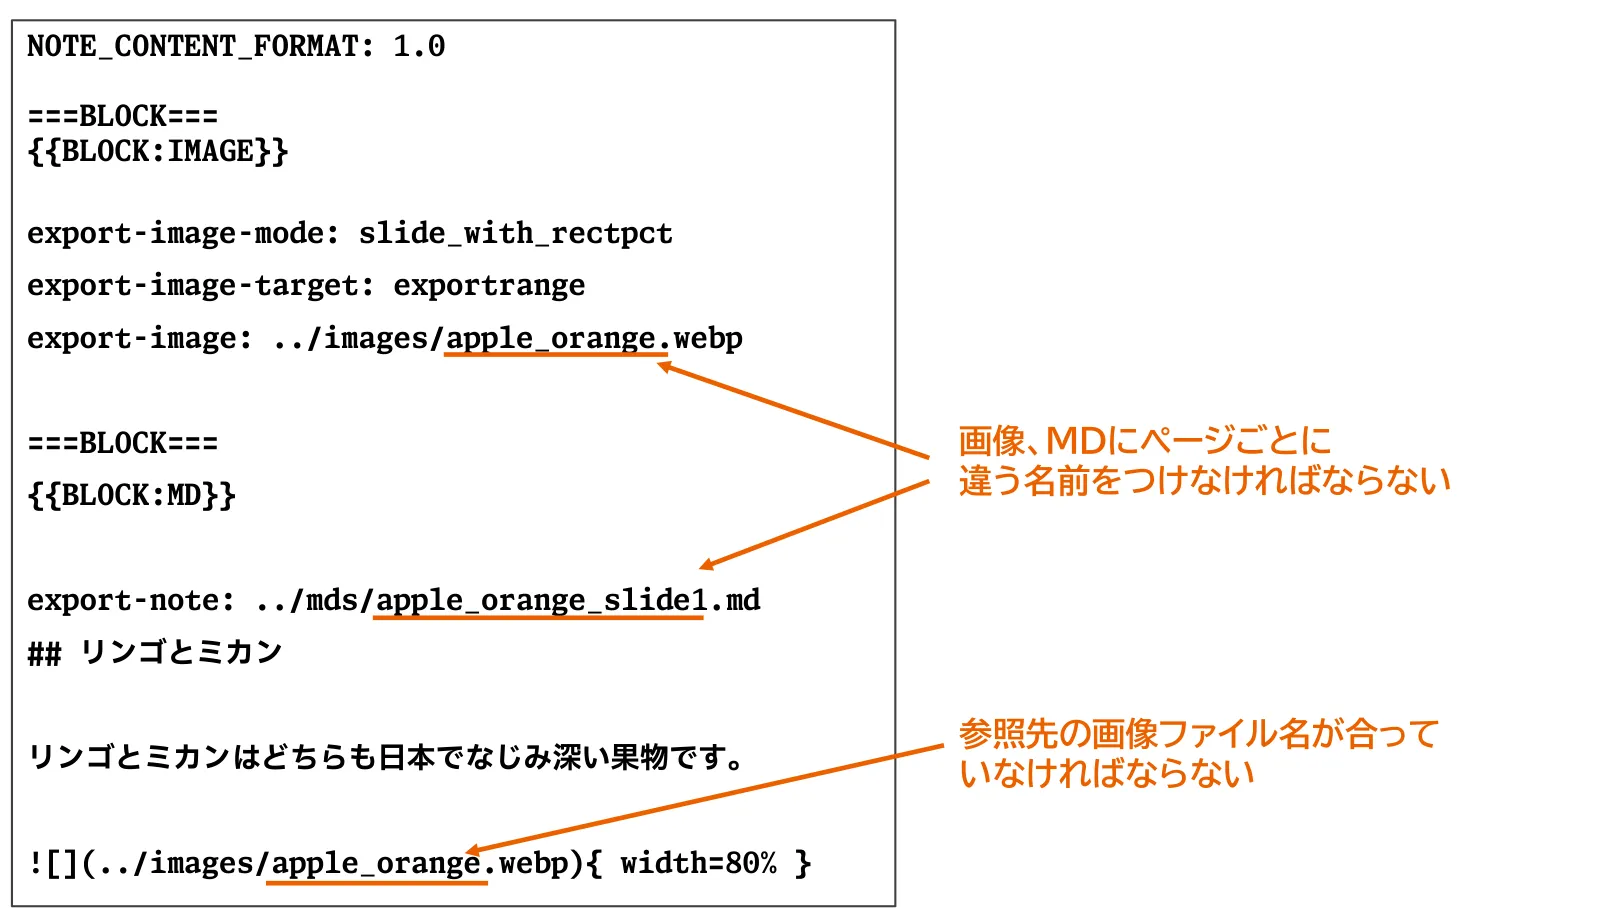 NOTE_CONTENT_FORMAT: 1.0
===BLOCK===
{{BLOCK:IMAGE}}
export-image-mode: slide_with_rectpct
export-image-target: exportrange
export-image: ../images/apple_orange.webp
===BLOCK===
{{BLOCK:MD}}
export-note: ../mds/apple_orange_slide1.md
## リンゴとミカン
リンゴとミカンはどちらも日本でなじみ深い果物です。
![](../images/apple_orange.webp){ width=80% }
画像、MDにページごとに
違う名前をつけなければならない
参照先の画像ファイル名が合って
いなければならない